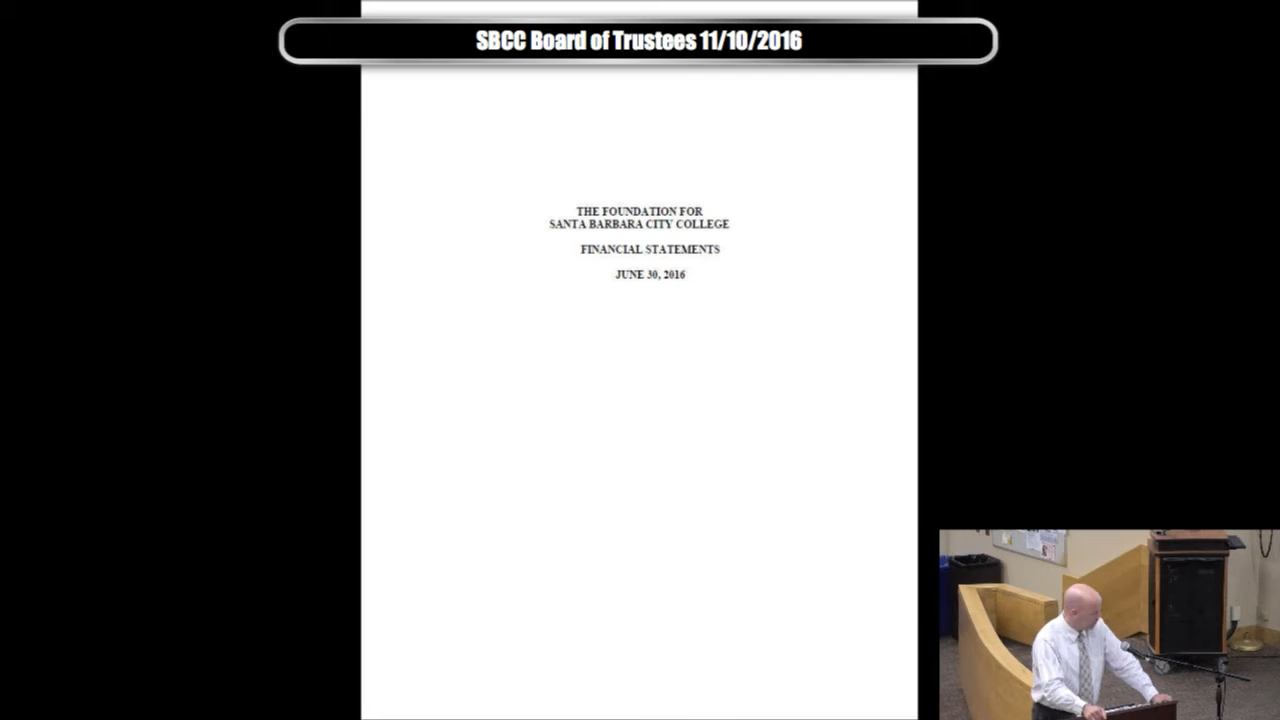 SBCC Board of Trustees 11/10/2016
THE FOUNDATION FOR
SANTA BARBARA CITY COLLEGE
FINANCIAL STATEMENTS
JUNE 30, 2016